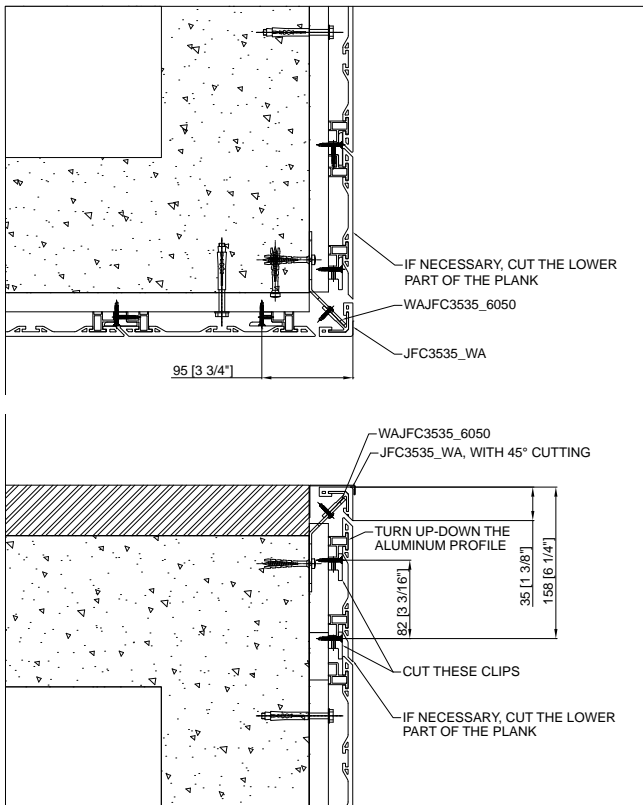 IF NECESSARY, CUT THE LOWER
PART OF THE PLANK
WAJFC3535_6050
JFC3535_WA
95 [3 3/4"]
WAJFC3535_6050
JFC3535_WA, WITH 45° CUTTING
TURN UP-DOWN THE
ALUMINUM PROFILE
35 [1 3/8"]
158 [6 1/4"]
82 [3 3/16"]
CUT THESE CLIPS
IF NECESSARY, CUT THE LOWER
PART OF THE PLANK